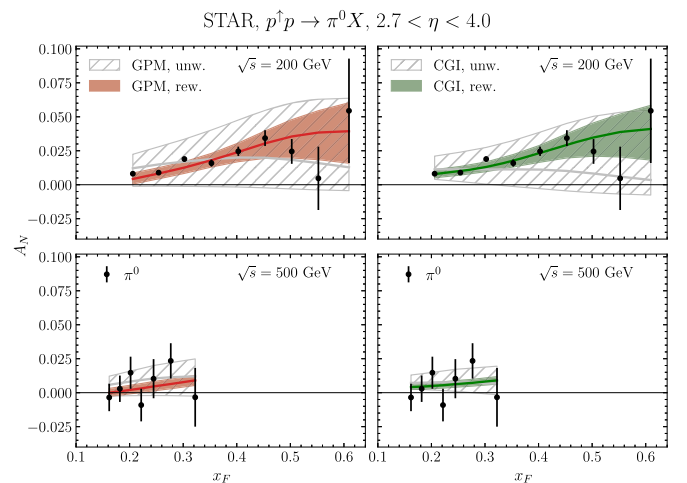 STAR, p↑p → π⁰X, 2.7 < η < 4.0
GPM, unw.
GPM, rew.
√s = 200 GeV
CGI, unw.
CGI, rew.
√s = 200 GeV
0.100
0.075
0.050
0.025
0.000
−0.025
A_N
π⁰
√s = 500 GeV
π⁰
√s = 500 GeV
0.100
0.075
0.050
0.025
0.000
−0.025
0.1 0.2 0.3 0.4 0.5 0.6
0.1 0.2 0.3 0.4 0.5 0.6
x_F
x_F